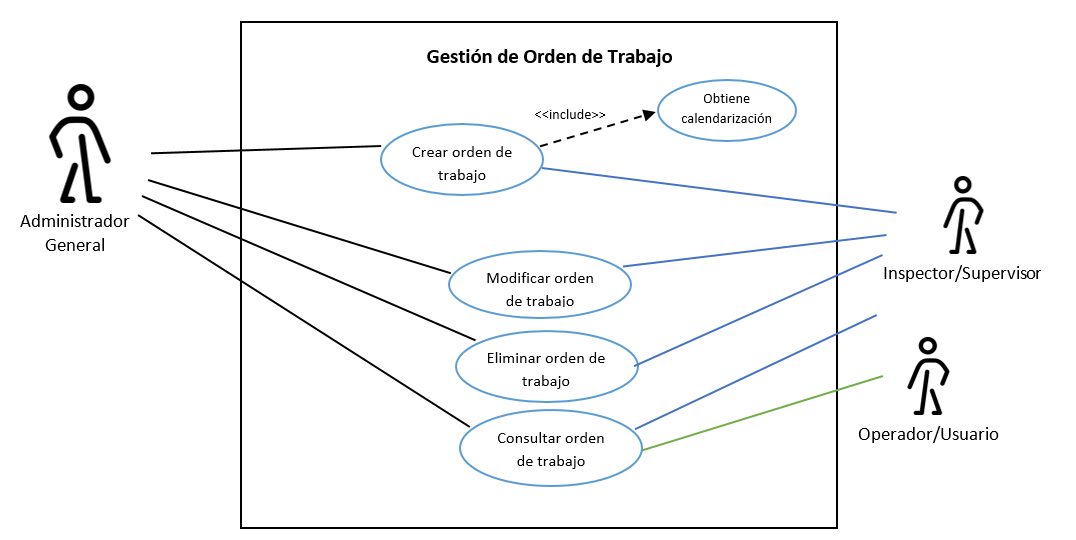 Gestión de Orden de Trabajo
<<include>>
Obtiene
calendarización
Crear orden de
trabajo
Administrador
General
Modificar orden
de trabajo
Inspector/Supervisor
Eliminar orden de
trabajo
Consultar orden
de trabajo
Operador/Usuario